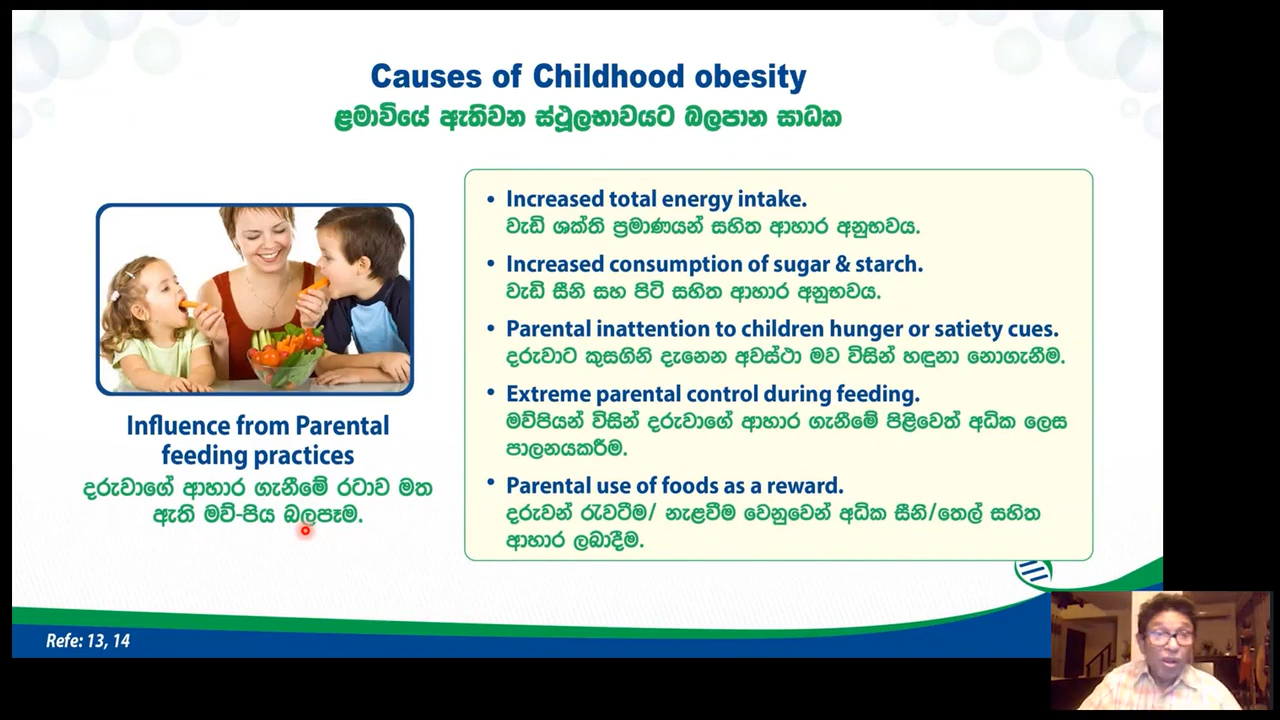 Causes of Childhood obesity
ළමාවියේ ඇතිවන ස්ථූලභාවයට බලපාන සාධක
Influence from Parental
feeding practices
දරුවාගේ ආහාර ගැනීමේ රටාව මත
ඇති මව්-පිය බලපෑම.
• Increased total energy intake.
වැඩි ශක්ති ප්‍රමාණයන් සහිත ආහාර අනුභවය.
• Increased consumption of sugar & starch.
වැඩි සීනි සහ පිටි සහිත ආහාර අනුභවය.
• Parental inattention to children hunger or satiety cues.
දරුවාට කුසගිනි දැනෙන අවස්ථා මව විසින් හඳුනා නොගැනීම.
• Extreme parental control during feeding.
මව්පියන් විසින් දරුවාගේ ආහාර ගැනීමේ පිළිවෙත් අධික ලෙස
පාලනයකරීම.
• Parental use of foods as a reward.
දරුවන් රැවටීම/ නැළවීම වෙනුවෙන් අධික සීනි/තෙල් සහිත
ආහාර ලබාදීම.
Refe: 13, 14